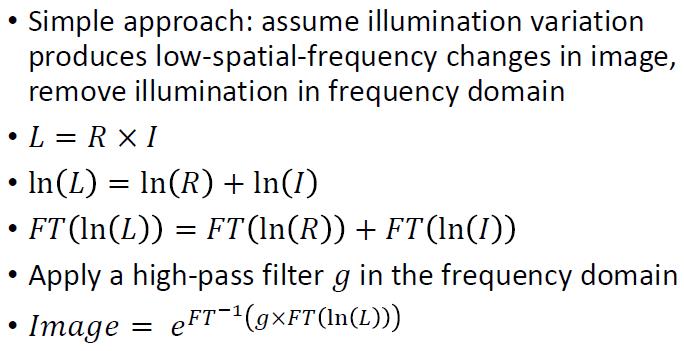 • Simple approach: assume illumination variation
produces low-spatial-frequency changes in image,
remove illumination in frequency domain
• L = R × I
• ln(L) = ln(R) + ln(I)
• FT(ln(L)) = FT(ln(R)) + FT(ln(I))
• Apply a high-pass filter g in the frequency domain
• Image = e^{FT⁻¹(g×FT(ln(L)))}